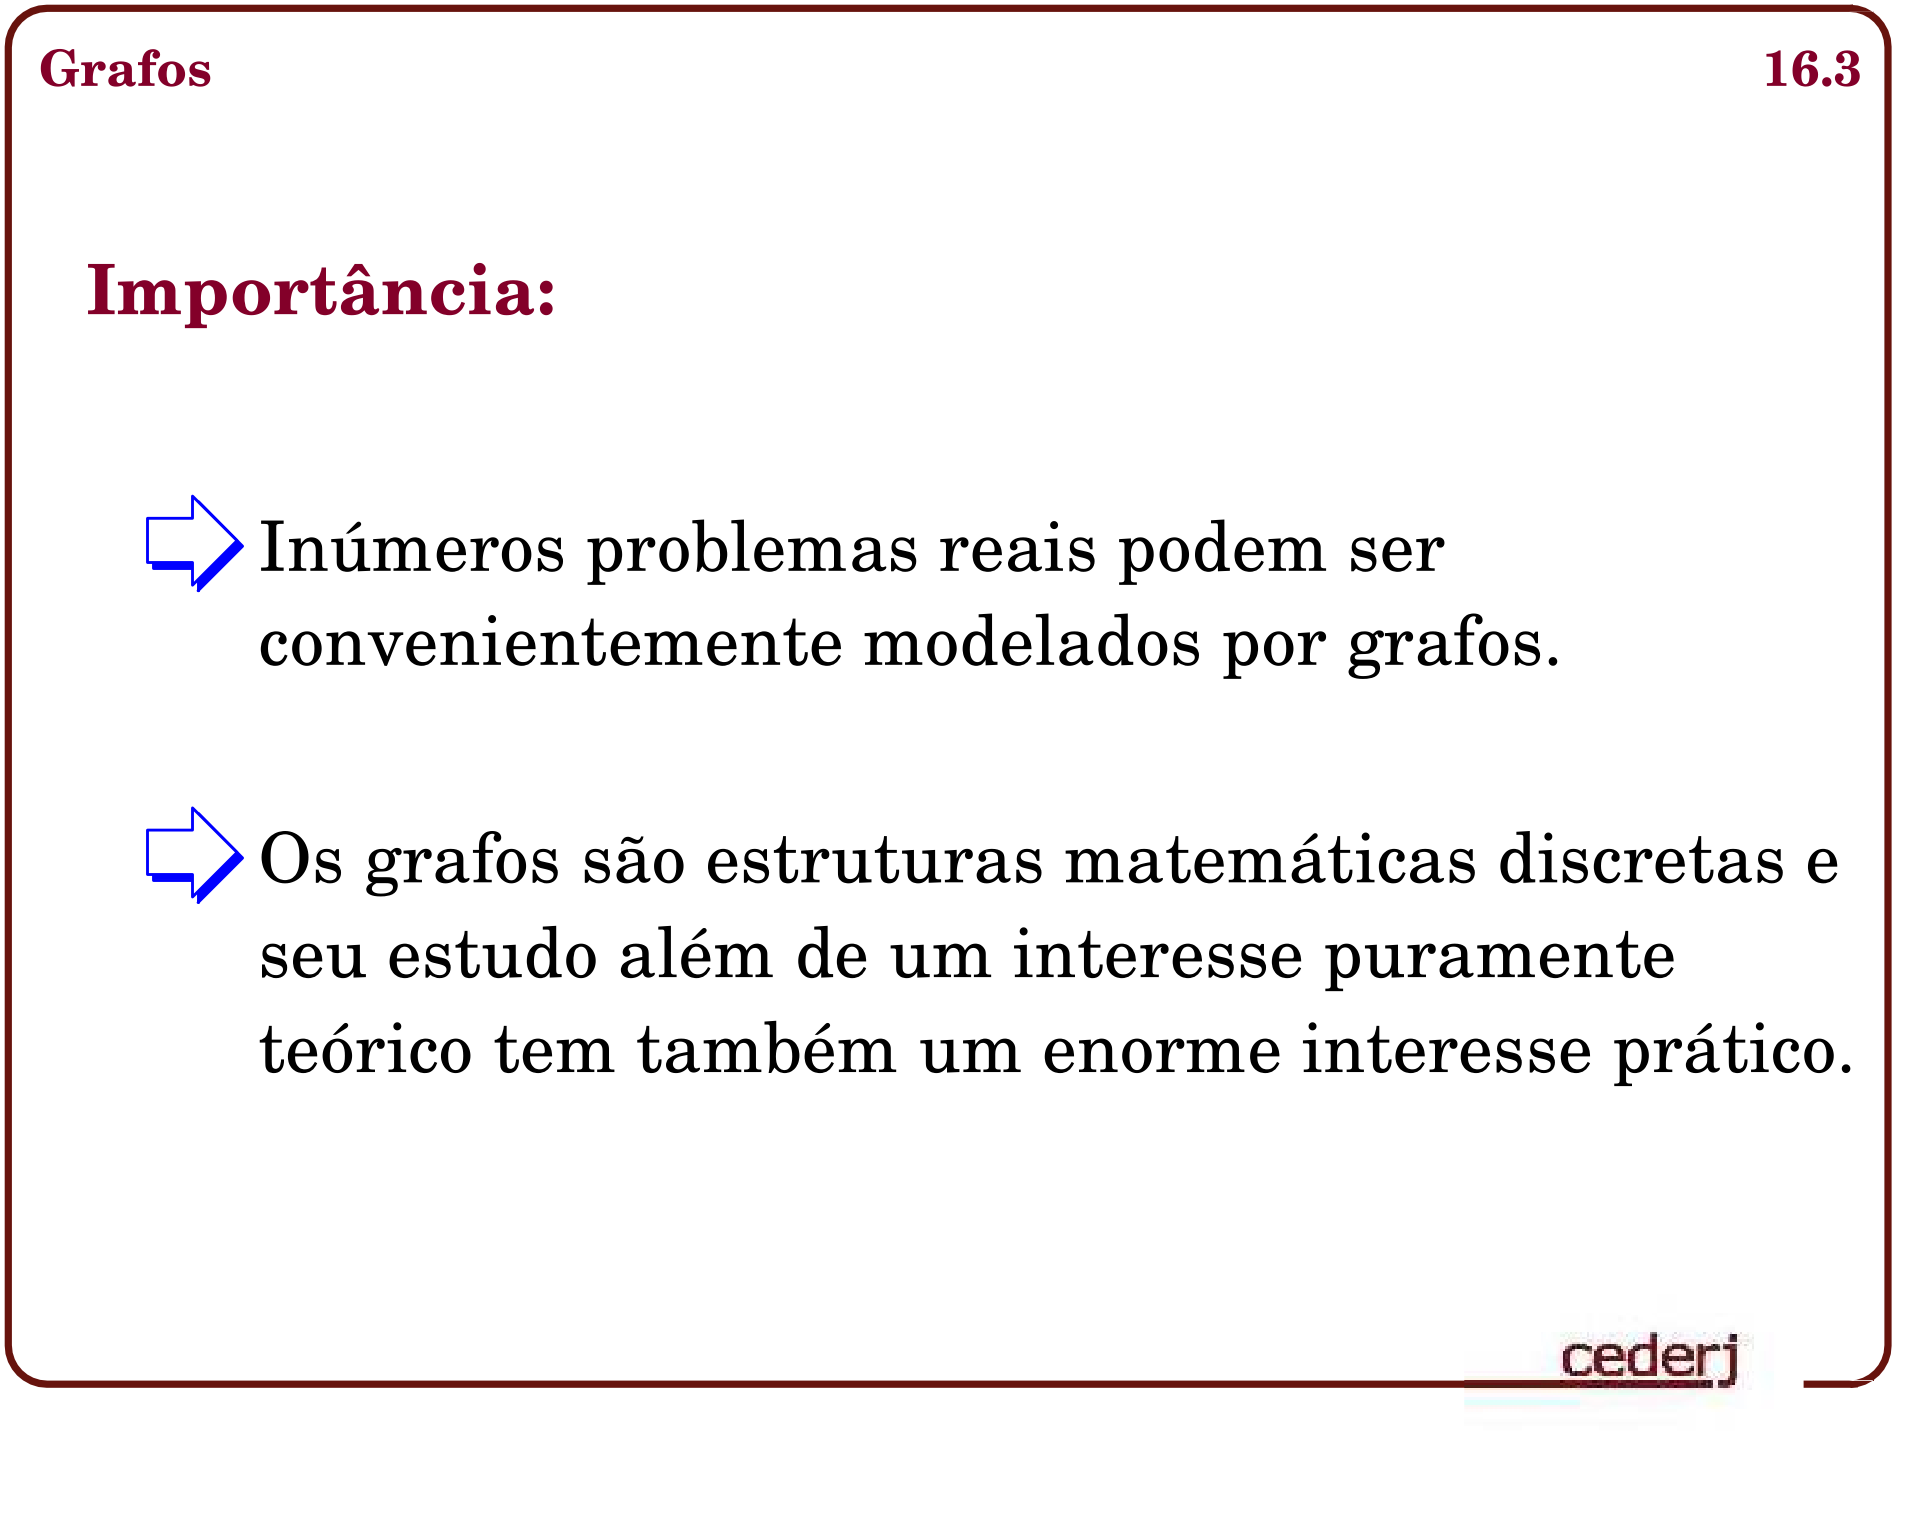 Grafos 16.3
Importância:
Inúmeros problemas reais podem ser
convenientemente modelados por grafos.
Os grafos são estruturas matemáticas discretas e
seu estudo além de um interesse puramente
teórico tem também um enorme interesse prático.
cederj